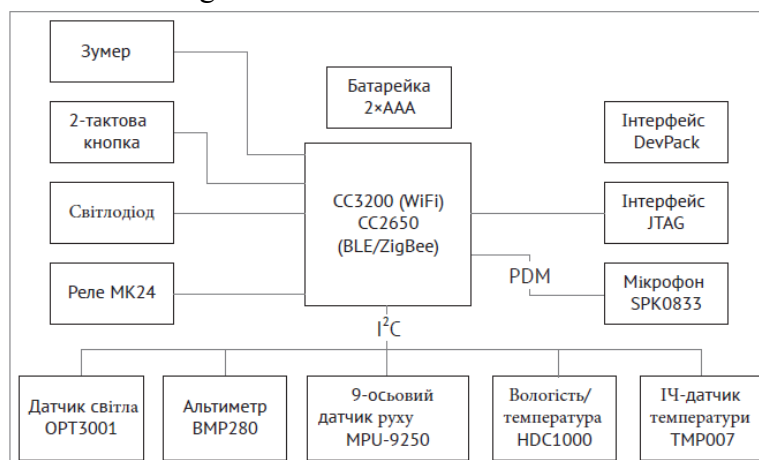 Зумер
Батарейка
2×AAA
2-тактова
кнопка
Інтерфейс
DevPack
CC3200 (WiFi)
CC2650
(BLE/ZigBee)
Світлодіод
Інтерфейс
JTAG
PDM
Реле МК24
Мікрофон
SPK0833
I²C
Датчик світла
OPT3001
Альтиметр
BMP280
9-осьовий
датчик руху
MPU-9250
Вологість/
температура
HDC1000
ІЧ-датчик
температури
TMP007